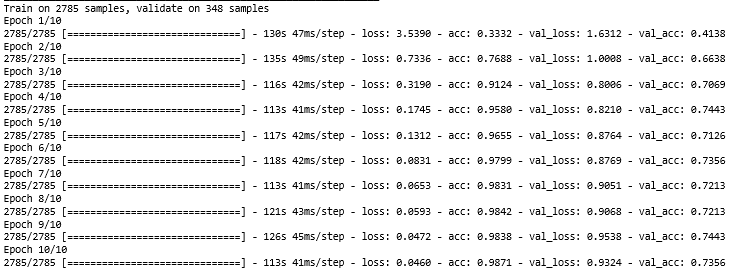 Train on 2785 samples, validate on 348 samples
Epoch 1/10
2785/2785 [==============================] - 130s 47ms/step - loss: 3.5390 - acc: 0.3332 - val_loss: 1.6312 - val_acc: 0.4138
Epoch 2/10
2785/2785 [==============================] - 135s 49ms/step - loss: 0.7336 - acc: 0.7688 - val_loss: 1.0008 - val_acc: 0.6638
Epoch 3/10
2785/2785 [==============================] - 116s 42ms/step - loss: 0.3190 - acc: 0.9124 - val_loss: 0.8006 - val_acc: 0.7069
Epoch 4/10
2785/2785 [==============================] - 113s 41ms/step - loss: 0.1745 - acc: 0.9580 - val_loss: 0.8210 - val_acc: 0.7443
Epoch 5/10
2785/2785 [==============================] - 117s 42ms/step - loss: 0.1312 - acc: 0.9655 - val_loss: 0.8764 - val_acc: 0.7126
Epoch 6/10
2785/2785 [==============================] - 118s 42ms/step - loss: 0.0831 - acc: 0.9799 - val_loss: 0.8769 - val_acc: 0.7356
Epoch 7/10
2785/2785 [==============================] - 113s 41ms/step - loss: 0.0653 - acc: 0.9831 - val_loss: 0.9051 - val_acc: 0.7213
Epoch 8/10
2785/2785 [==============================] - 121s 43ms/step - loss: 0.0593 - acc: 0.9842 - val_loss: 0.9068 - val_acc: 0.7213
Epoch 9/10
2785/2785 [==============================] - 126s 45ms/step - loss: 0.0472 - acc: 0.9838 - val_loss: 0.9538 - val_acc: 0.7443
Epoch 10/10
2785/2785 [==============================] - 113s 41ms/step - loss: 0.0460 - acc: 0.9871 - val_loss: 0.9324 - val_acc: 0.7356